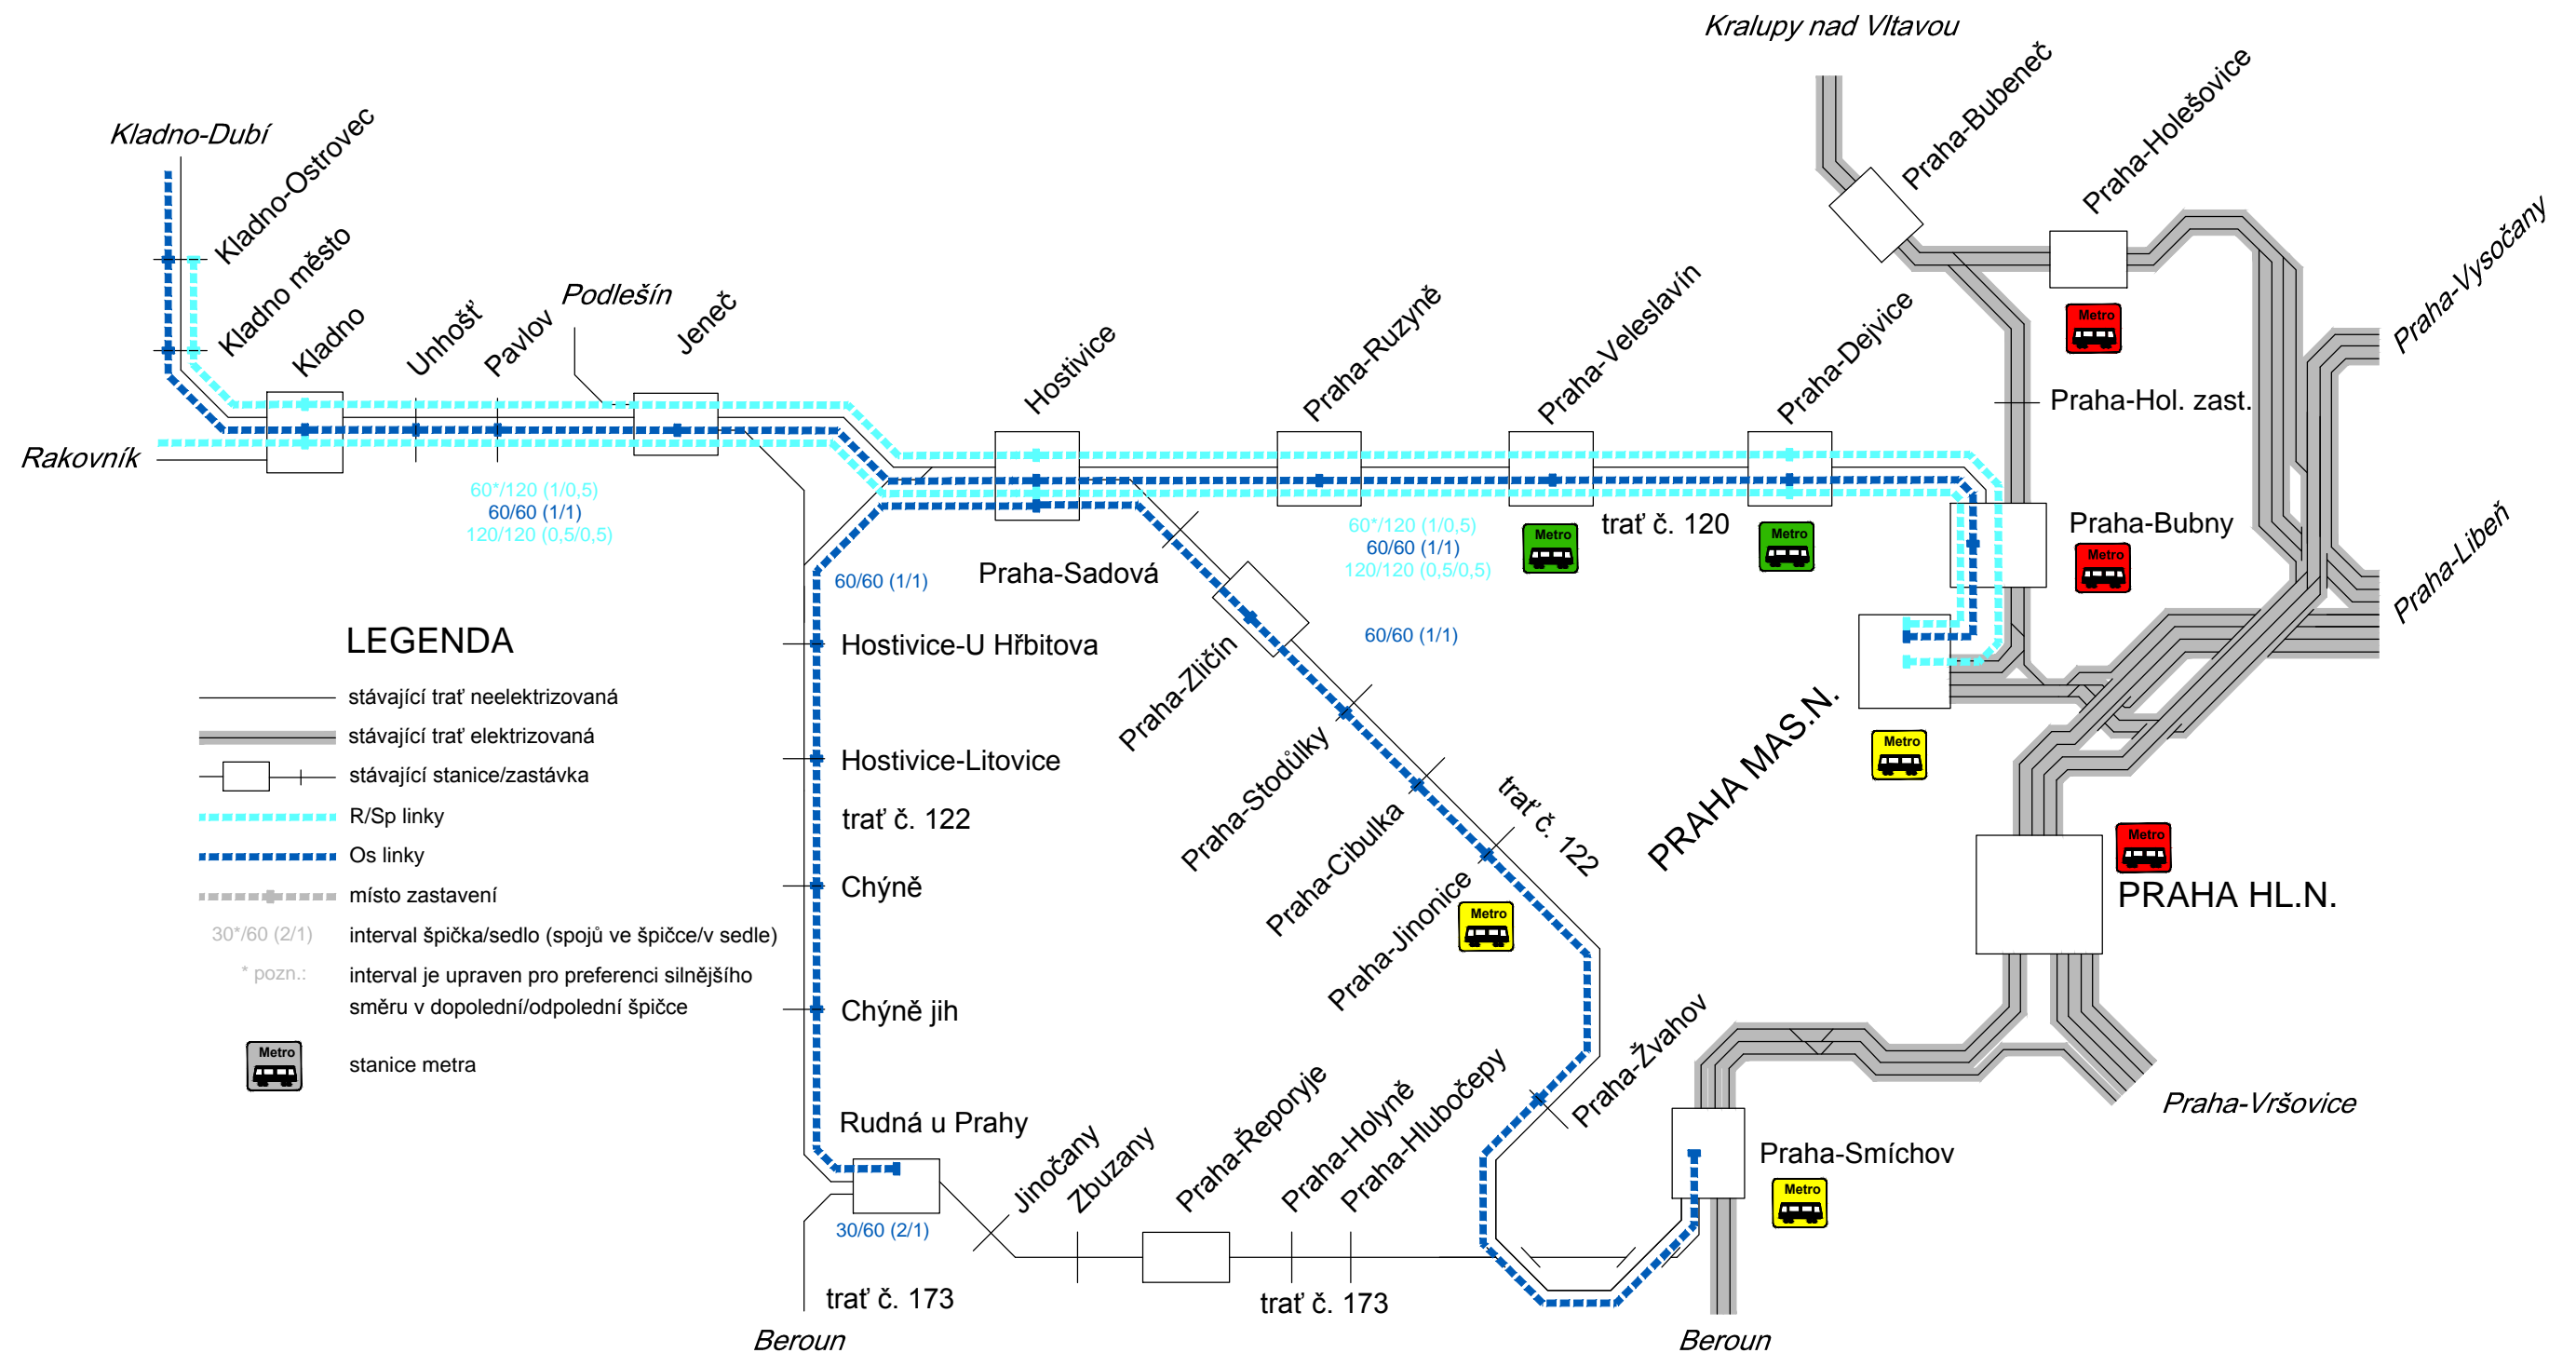 Kralupy nad Vltavou
Praha-Bubeneč
Praha-Holešovice
Metro
Praha-Vysočany
Kladno-Dubí
Kladno-Ostrovec
Kladno město
Kladno
Unhošť
Pavlov
Podlešín
Jeneč
Hostivice
Praha-Ruzyně
Praha-Veleslavín
Praha-Dejvice
Praha-Hol. zast.
Rakovník
60*/120 (1/0,5)
60/60 (1/1)
120/120 (0,5/0,5)
60*/120 (1/0,5)
60/60 (1/1)
120/120 (0,5/0,5)
Metro
trať č. 120
Metro
Praha-Bubny
Metro
Praha-Libeň
Praha-Sadová
60/60 (1/1)
60/60 (1/1)
Hostivice-U Hřbitova
Praha-Zličín
Hostivice-Litovice
Praha-Stodůlky
trať č. 122
Praha-Cibulka
trať č. 122
Chýně
Praha-Jinonice
Metro
PRAHA MAS.N.
Metro
Metro
PRAHA HL.N.
Chýně jih
Praha-Žvahov
Praha-Vršovice
Rudná u Prahy
30/60 (2/1)
Jinočany
Zbuzany
Praha-Řeporyje
Praha-Holyně
Praha-Hlubočepy
Praha-Smíchov
Metro
trať č. 173
trať č. 173
Beroun
Beroun
LEGENDA
stávající trať neelektrizovaná
stávající trať elektrizovaná
stávající stanice/zastávka
R/Sp linky
Os linky
místo zastavení
30*/60 (2/1) interval špička/sedlo (spojů ve špičce/v sedle)
* pozn.: interval je upraven pro preferenci silnějšího
směru v dopolední/odpolední špičce
Metro
stanice metra